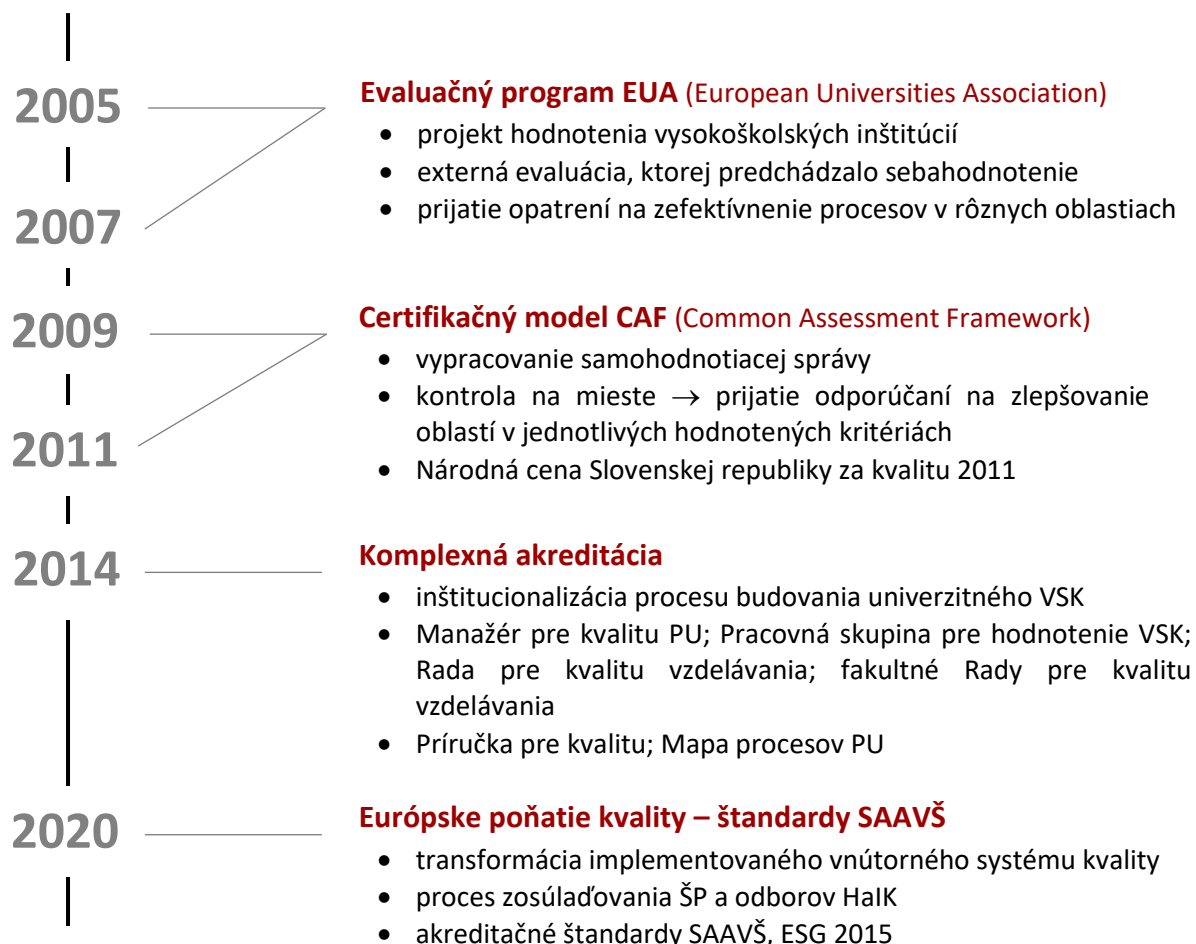 2005
Evaluačný program EUA (European Universities Association)
• projekt hodnotenia vysokoškolských inštitúcií
• externá evaluácia, ktorej predchádzalo sebahodnotenie
• prijatie opatrení na zefektívnenie procesov v rôznych oblastiach
2007
2009
Certifikačný model CAF (Common Assessment Framework)
• vypracovanie samohodnotiacej správy
• kontrola na mieste → prijatie odporúčaní na zlepšovanie
oblastí v jednotlivých hodnotených kritériách
• Národná cena Slovenskej republiky za kvalitu 2011
2011
2014
Komplexná akreditácia
• inštitucionalizácia procesu budovania univerzitného VSK
• Manažér pre kvalitu PU; Pracovná skupina pre hodnotenie VSK;
Rada pre kvalitu vzdelávania; fakultné Rady pre kvalitu
vzdelávania
• Príručka pre kvalitu; Mapa procesov PU
2020
Európske poňatie kvality – štandardy SAAVŠ
• transformácia implementovaného vnútorného systému kvality
• proces zosúlaďovania ŠP a odborov HaIK
• akreditačné štandardy SAAVŠ, ESG 2015